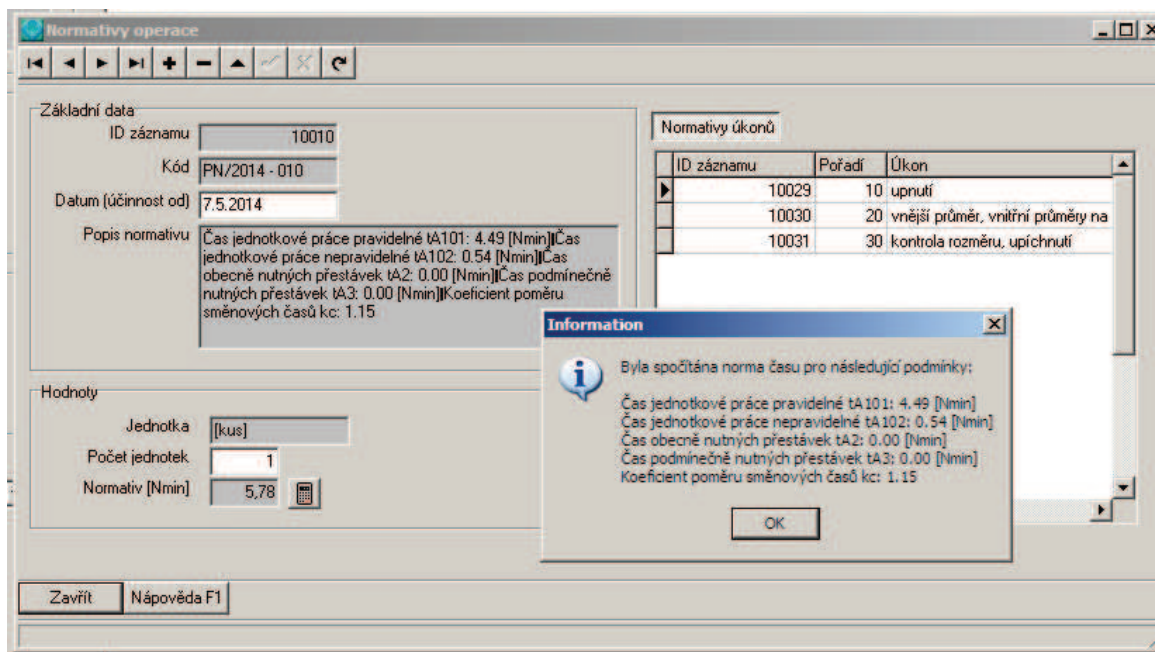 Normativy operace
Základní data
ID záznamu 10010
Kód PN/2014 - 010
Datum (účinnost od) 7.5.2014
Popis normativu Čas jednotkové práce pravidelné tA101: 4.49 [Nmin]||Čas
jednotkové práce nepravidelné tA102: 0.54 [Nmin]||Čas
obecně nutných přestávek tA2: 0.00 [Nmin]||Čas podmínečně
nutných přestávek tA3: 0.00 [Nmin]||Koeficient poměru
směnových časů kc: 1.15
Hodnoty
Jednotka [kus]
Počet jednotek 1
Normativ [Nmin] 5,78
Normativy úkonů
ID záznamu Pořadí Úkon
10029 10 upnutí
10030 20 vnější průměr, vnitřní průměry na
10031 30 kontrola rozměru, upíchnutí
Information
Byla spočítána norma času pro následující podmínky:
Čas jednotkové práce pravidelné tA101: 4.49 [Nmin]
Čas jednotkové práce nepravidelné tA102: 0.54 [Nmin]
Čas obecně nutných přestávek tA2: 0.00 [Nmin]
Čas podmínečně nutných přestávek tA3: 0.00 [Nmin]
Koeficient poměru směnových časů kc: 1.15
OK
Zavřít Nápověda F1